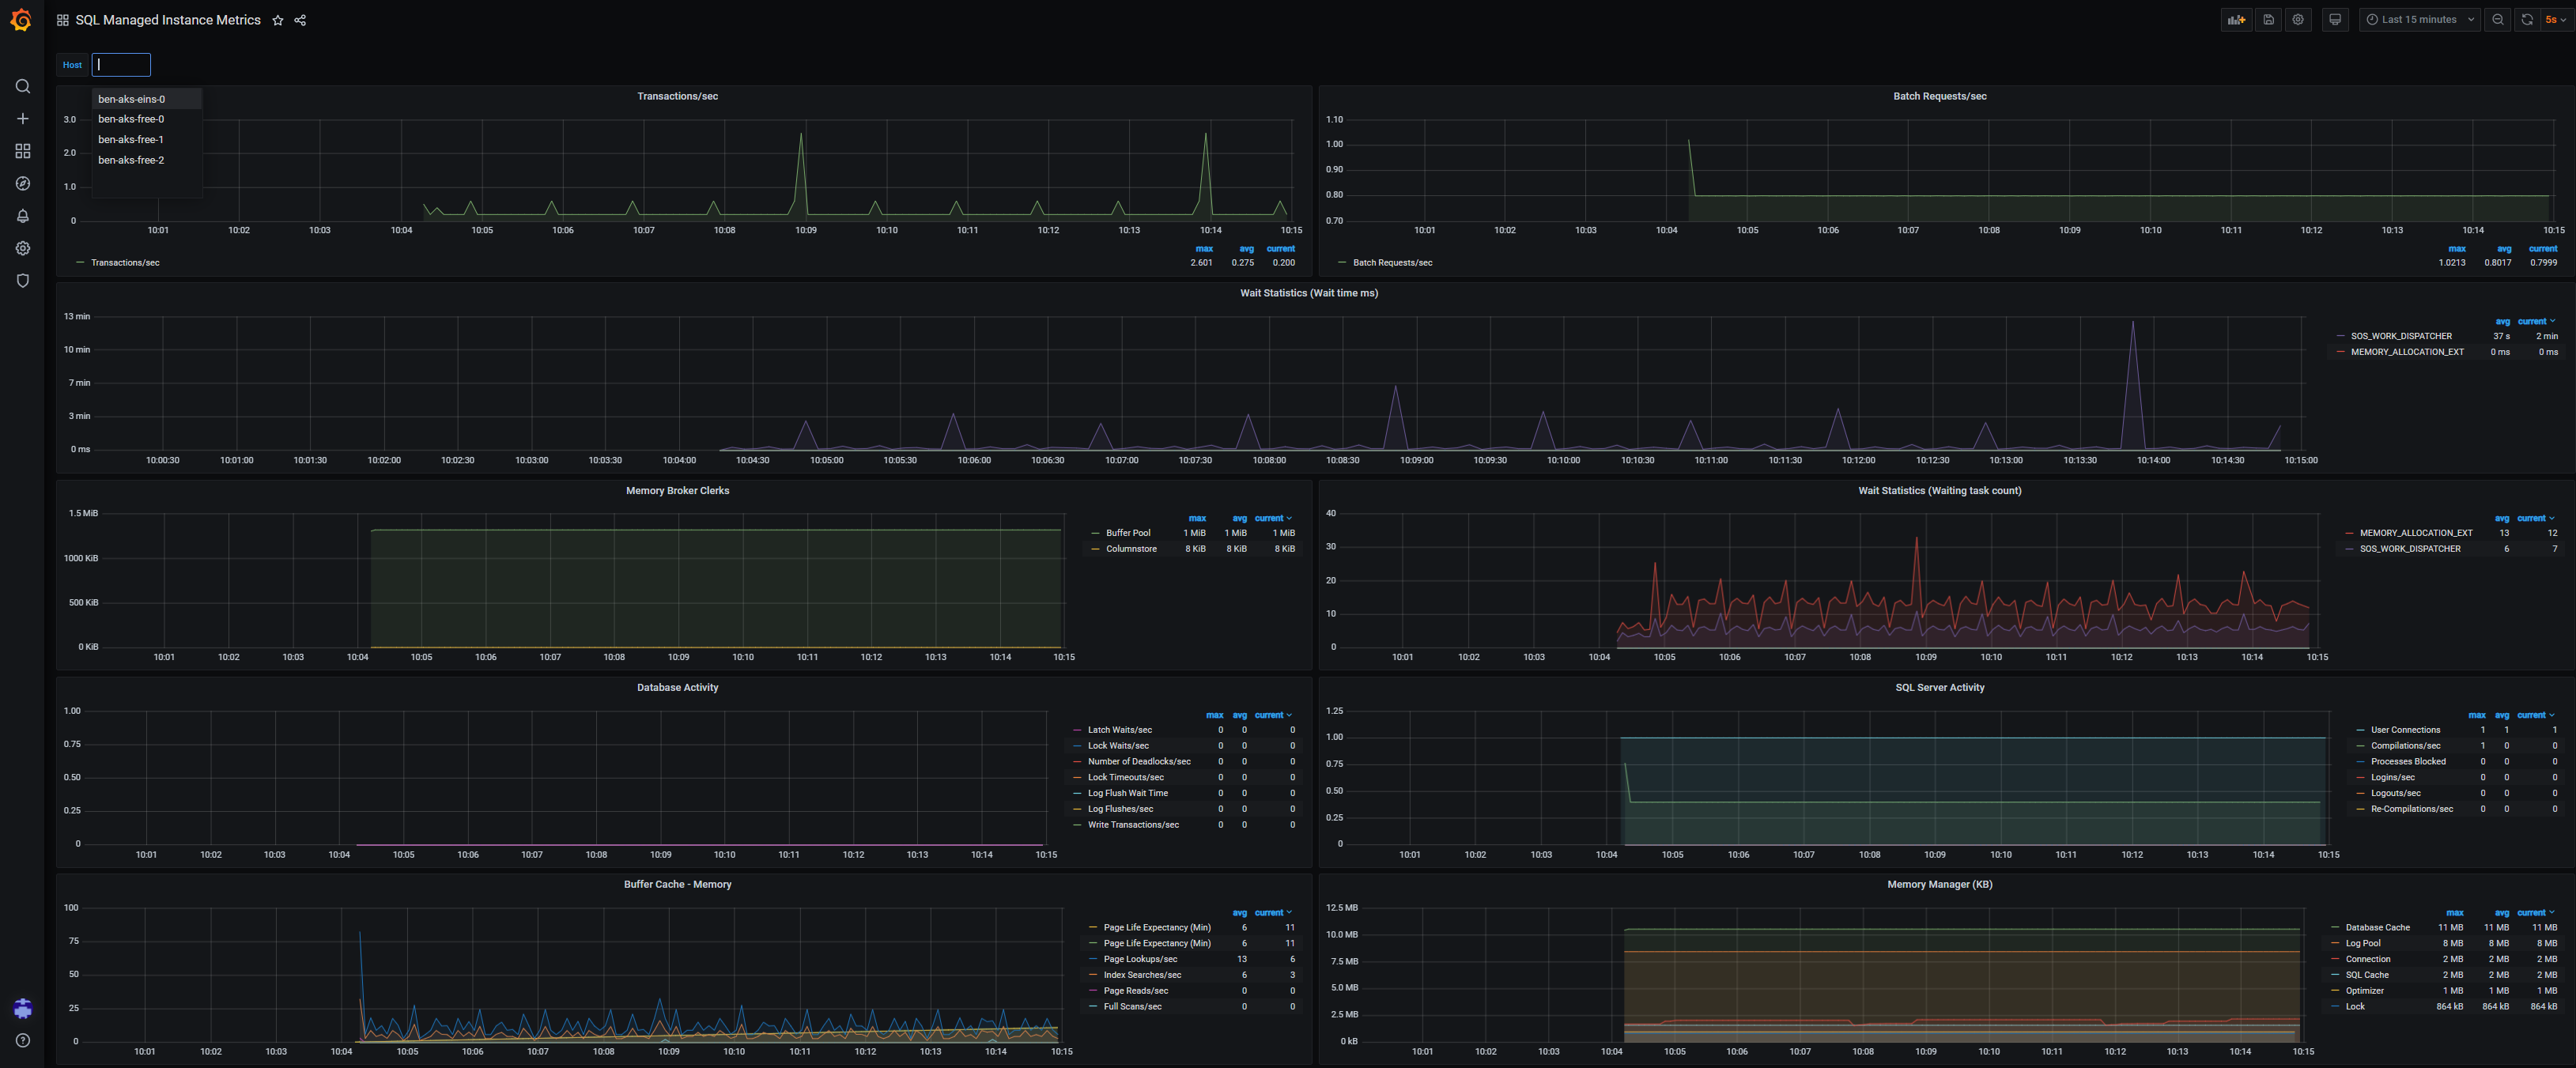 SQL Managed Instance Metrics
Last 15 minutes
5s
Host
ben-aks-eins-0
ben-aks-free-0
ben-aks-free-1
ben-aks-free-2
Transactions/sec
3.0
2.0
1.0
0
10:01 10:02 10:03 10:04 10:05 10:06 10:07 10:08 10:09 10:10 10:11 10:12 10:13 10:14 10:15
max avg current
Transactions/sec 2.601 0.275 0.200
Batch Requests/sec
1.10
1.00
0.90
0.80
0.70
10:01 10:02 10:03 10:04 10:05 10:06 10:07 10:08 10:09 10:10 10:11 10:12 10:13 10:14 10:15
max avg current
Batch Requests/sec 1.0213 0.8017 0.7999
Wait Statistics (Wait time ms)
13 min
10 min
7 min
3 min
0 ms
10:00:30 10:01:00 10:01:30 10:02:00 10:02:30 10:03:00 10:03:30 10:04:00 10:04:30 10:05:00 10:05:30 10:06:00 10:06:30 10:07:00 10:07:30 10:08:00 10:08:30 10:09:00 10:09:30 10:10:00 10:10:30 10:11:00 10:11:30 10:12:00 10:12:30 10:13:00 10:13:30 10:14:00 10:14:30 10:15:00
avg current
SOS_WORK_DISPATCHER 37 s 2 min
MEMORY_ALLOCATION_EXT 0 ms 0 ms
Memory Broker Clerks
1.5 MiB
1000 KiB
500 KiB
0 KiB
10:01 10:02 10:03 10:04 10:05 10:06 10:07 10:08 10:09 10:10 10:11 10:12 10:13 10:14 10:15
max avg current
Buffer Pool 1 MiB 1 MiB 1 MiB
Columnstore 8 KiB 8 KiB 8 KiB
Wait Statistics (Waiting task count)
40
30
20
10
0
10:01 10:02 10:03 10:04 10:05 10:06 10:07 10:08 10:09 10:10 10:11 10:12 10:13 10:14 10:15
avg current
MEMORY_ALLOCATION_EXT 13 12
SOS_WORK_DISPATCHER 6 7
Database Activity
1.00
0.75
0.50
0.25
0
10:01 10:02 10:03 10:04 10:05 10:06 10:07 10:08 10:09 10:10 10:11 10:12 10:13 10:14 10:15
max avg current
Latch Waits/sec 0 0 0
Lock Waits/sec 0 0 0
Number of Deadlocks/sec 0 0 0
Lock Timeouts/sec 0 0 0
Log Flush Wait Time 0 0 0
Log Flushes/sec 0 0 0
Write Transactions/sec 0 0 0
SQL Server Activity
1.25
1.00
0.75
0.50
0.25
0
10:01 10:02 10:03 10:04 10:05 10:06 10:07 10:08 10:09 10:10 10:11 10:12 10:13 10:14 10:15
max avg current
User Connections 1 1 1
Compilations/sec 1 0 0
Processes Blocked 0 0 0
Logins/sec 0 0 0
Logouts/sec 0 0 0
Re-Compilations/sec 0 0 0
Buffer Cache - Memory
100
75
50
25
0
10:01 10:02 10:03 10:04 10:05 10:06 10:07 10:08 10:09 10:10 10:11 10:12 10:13 10:14 10:15
avg current
Page Life Expectancy (Min) 6 11
Page Life Expectancy (Min) 6 11
Page Lookups/sec 13 6
Index Searches/sec 6 3
Page Reads/sec 0 0
Full Scans/sec 0 0
Memory Manager (KB)
12.5 MB
10.0 MB
7.5 MB
5.0 MB
2.5 MB
0 kB
10:01 10:02 10:03 10:04 10:05 10:06 10:07 10:08 10:09 10:10 10:11 10:12 10:13 10:14 10:15
max avg current
Database Cache 11 MB 11 MB 11 MB
Log Pool 8 MB 8 MB 8 MB
Connection 2 MB 2 MB 2 MB
SQL Cache 2 MB 2 MB 2 MB
Optimizer 1 MB 1 MB 1 MB
Lock 864 kB 864 kB 864 kB